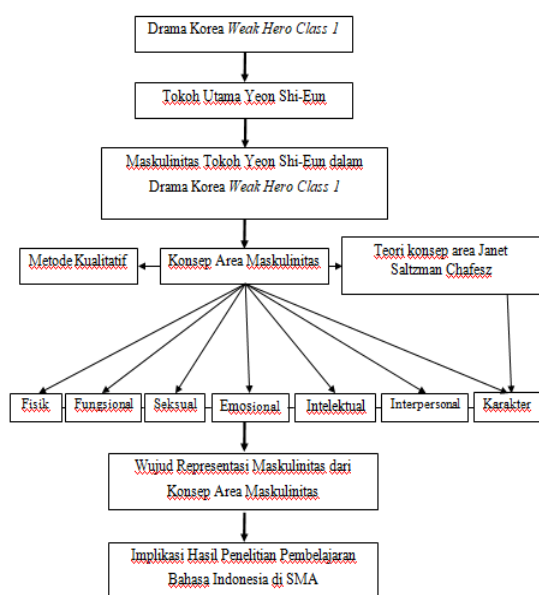 Drama Korea Weak Hero Class 1
Tokoh Utama Yeon Shi-Eun
Maskulinitas Tokoh Yeon Shi-Eun dalam
Drama Korea Weak Hero Class 1
Metode Kualitatif
Konsep Area Maskulinitas
Teori konsep area Janet
Saltzman Chafesz
Fisik
Fungsional
Seksual
Emosional
Intelektual
Interpersonal
Karakter
Wujud Representasi Maskulinitas dari
Konsep Area Maskulinitas
Implikasi Hasil Penelitian Pembelajaran
Bahasa Indonesia di SMA